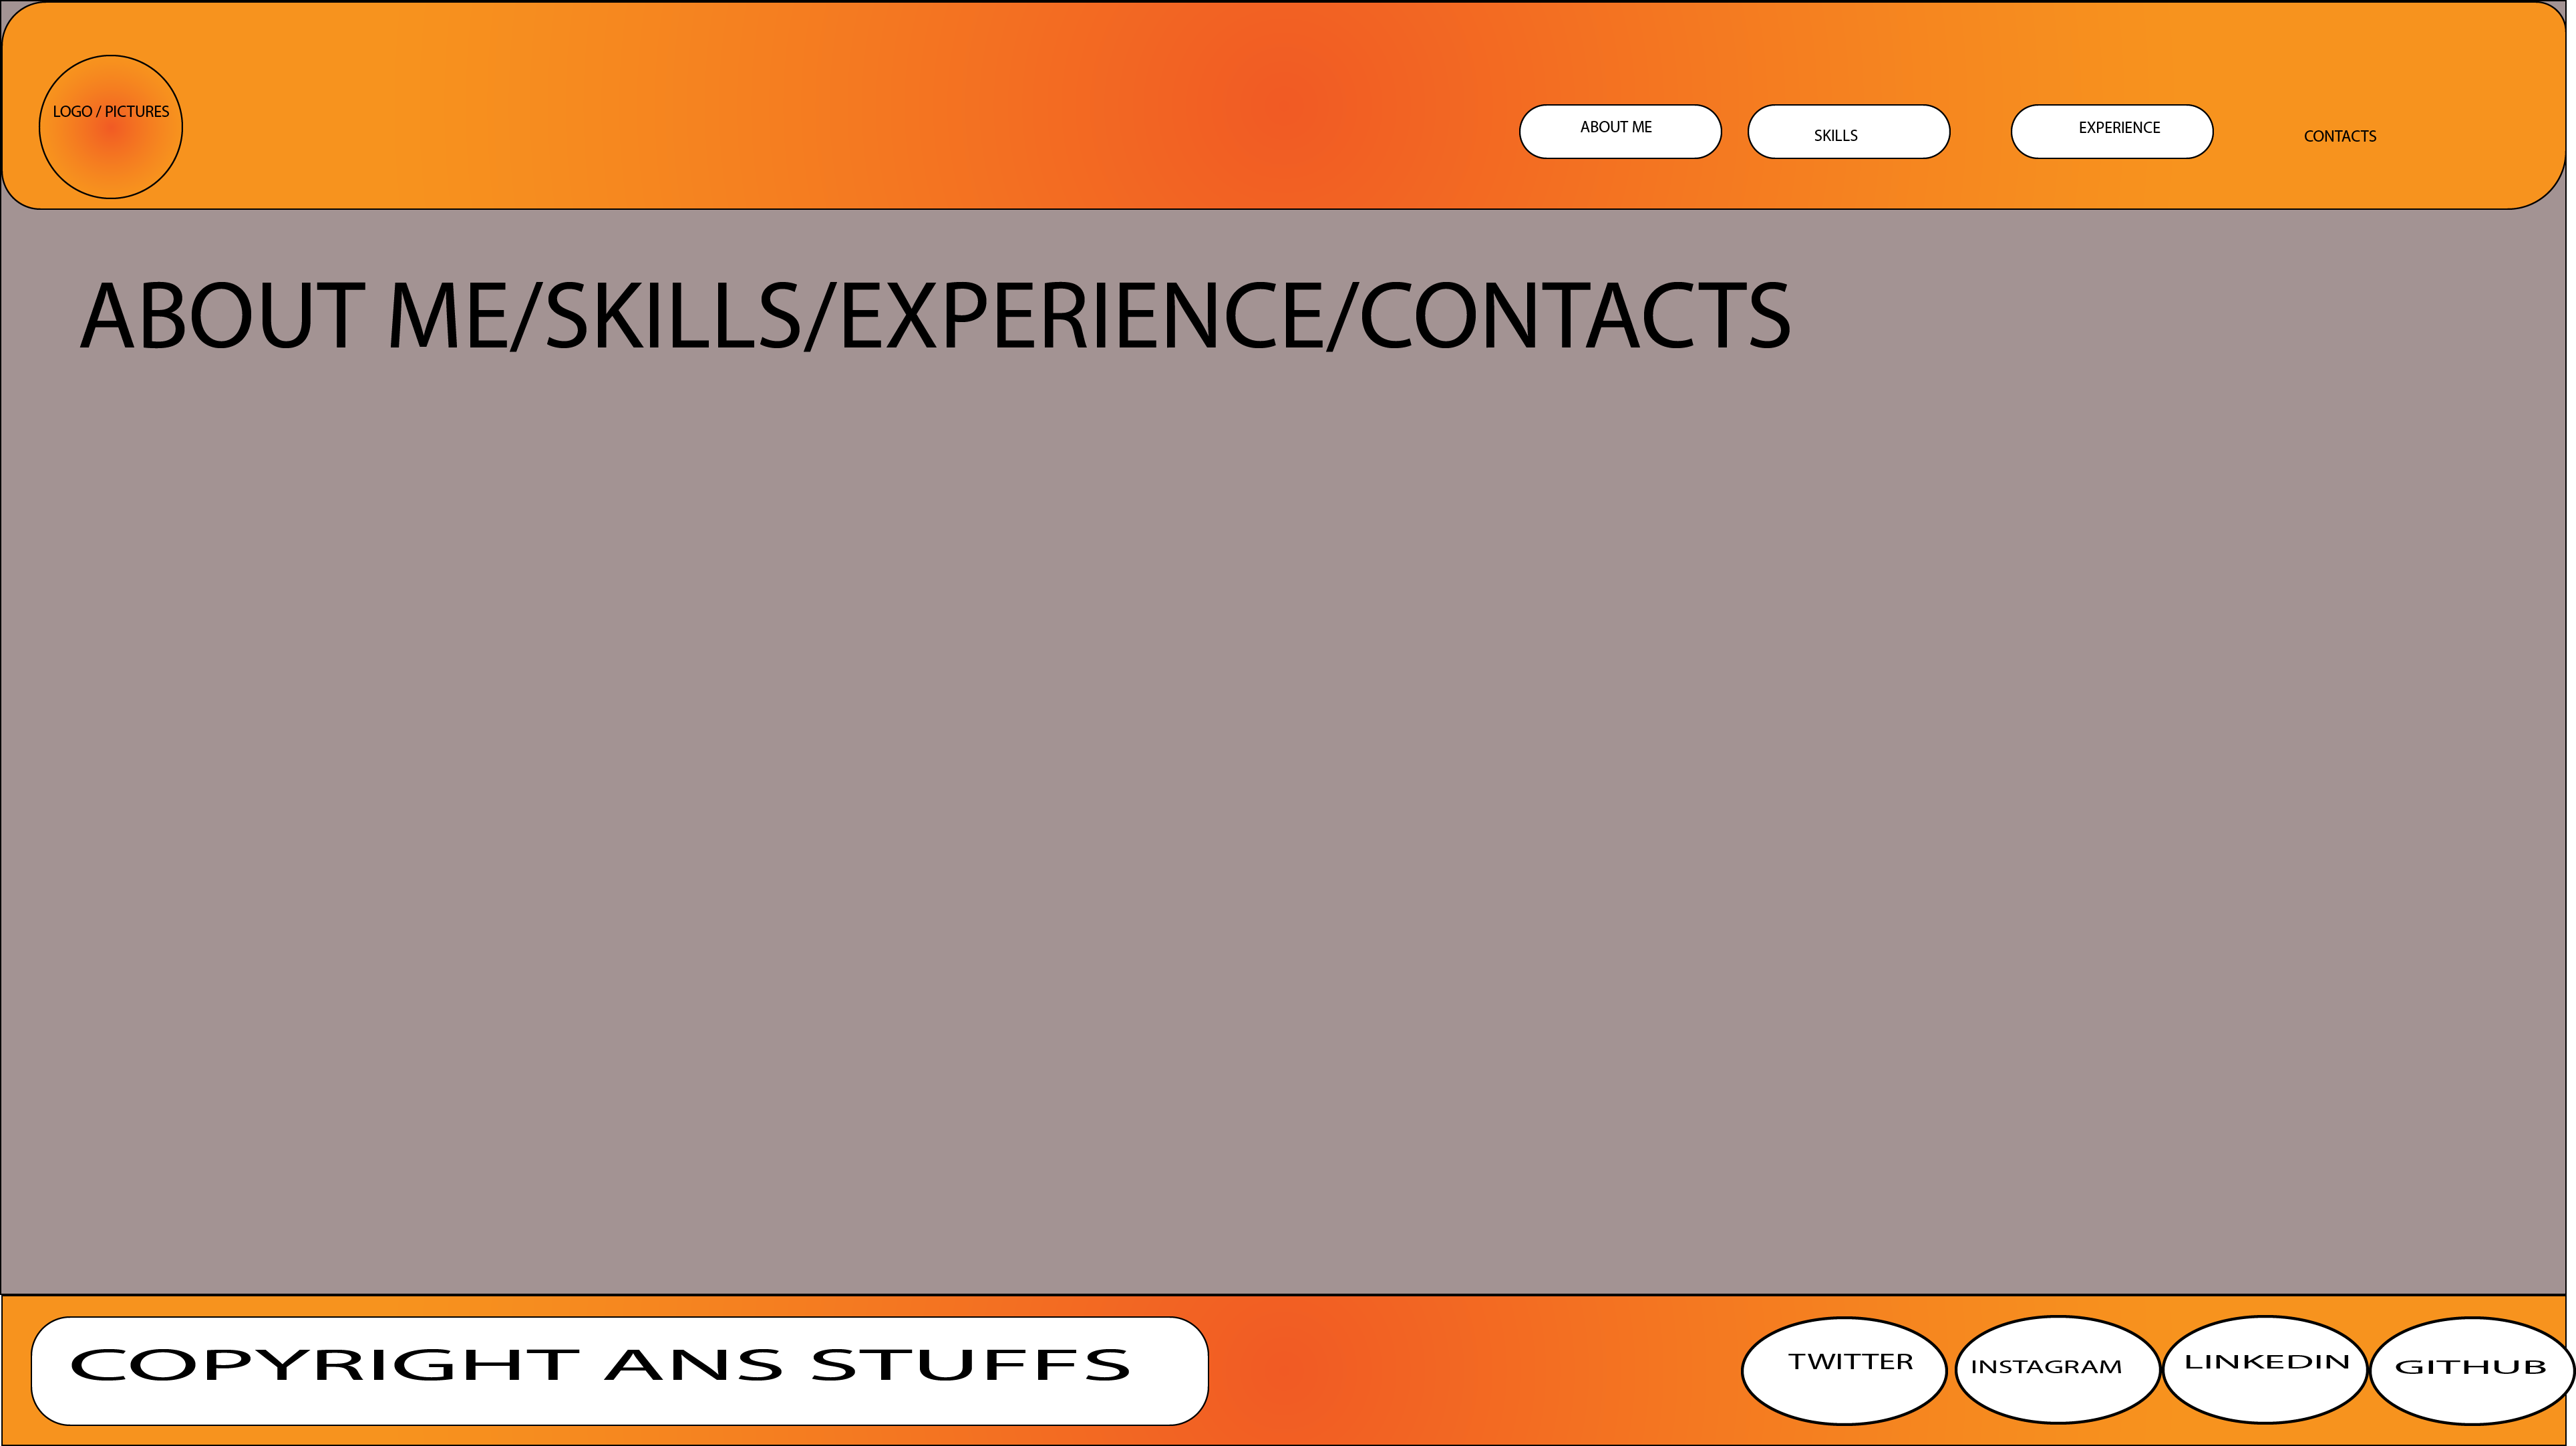 LOGO / PICTURES
ABOUT ME
SKILLS
EXPERIENCE
CONTACTS
ABOUT ME/SKILLS/EXPERIENCE/CONTACTS
COPYRIGHT ANS STUFFS
TWITTER
INSTAGRAM
LINKEDIN
GITHUB